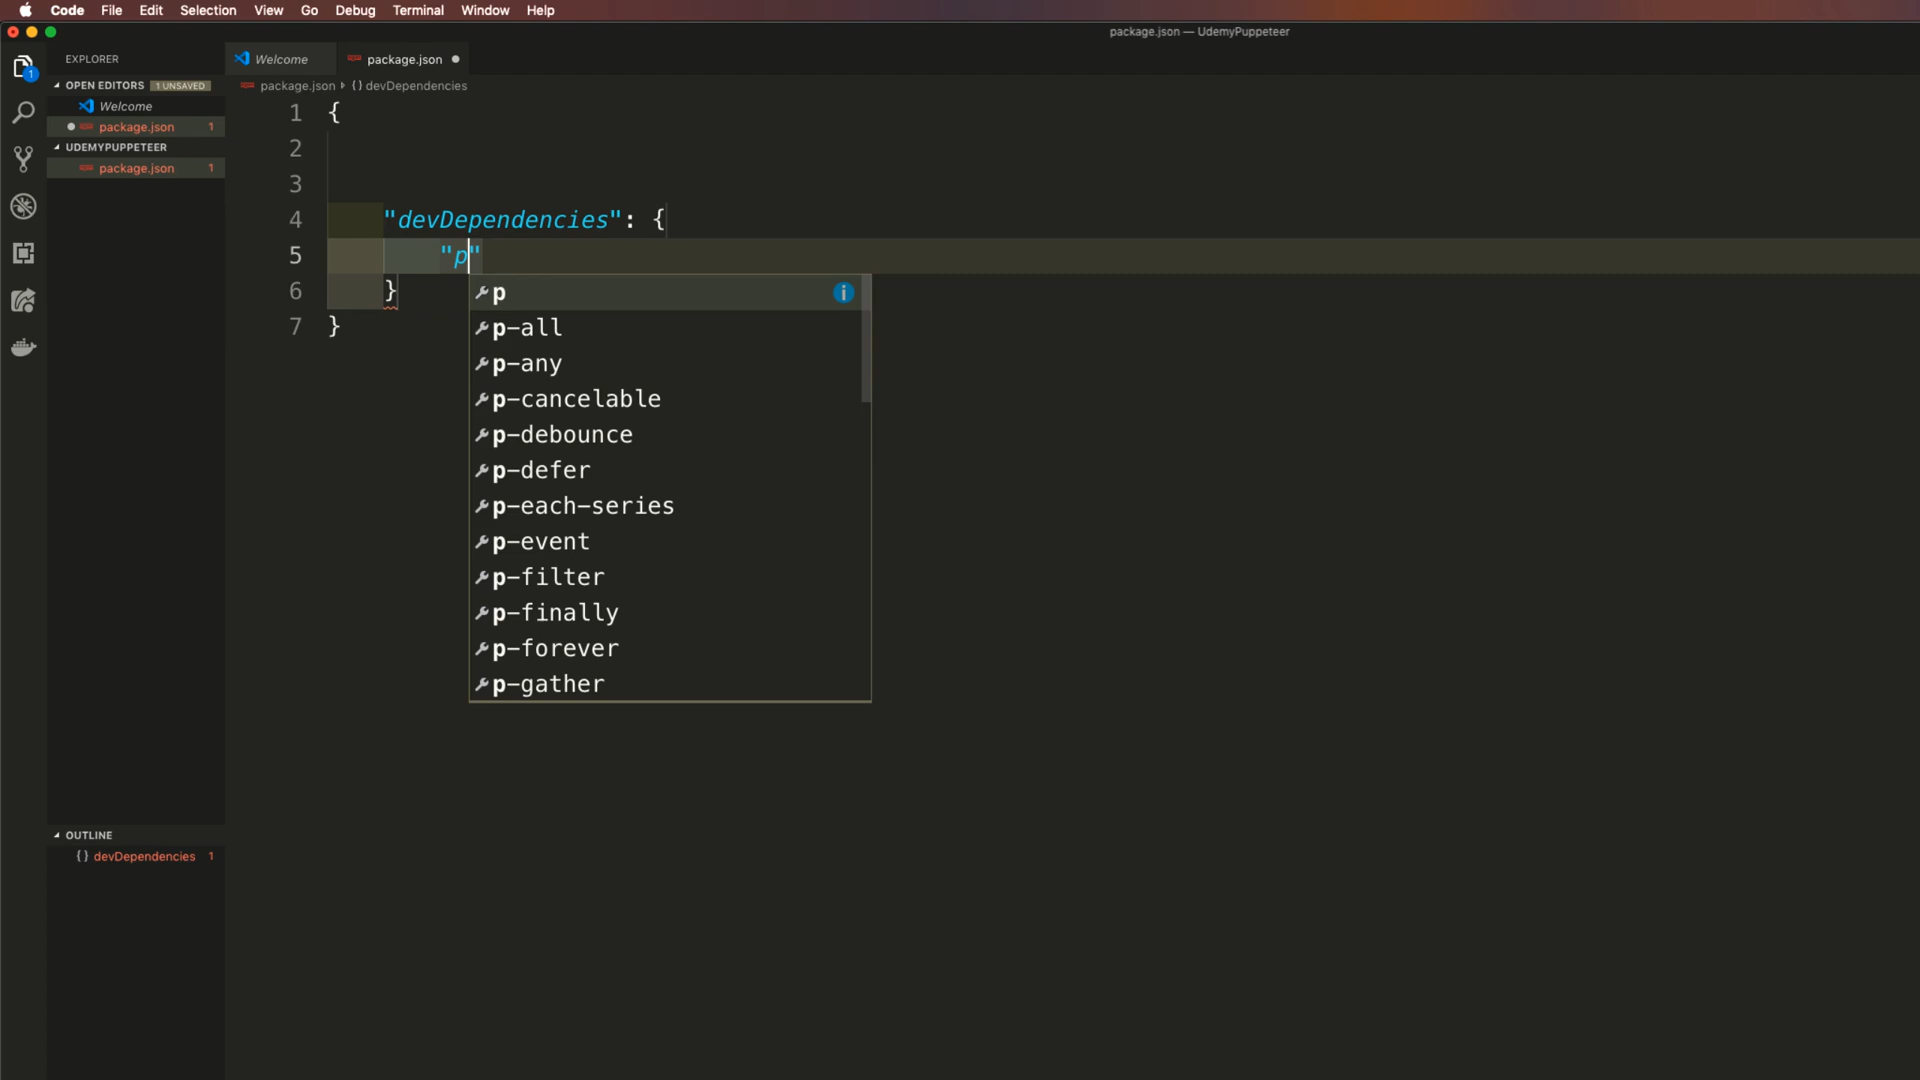 Code File Edit Selection View Go Debug Terminal Window Help
package.json — UdemyPuppeteer
EXPLORER
Welcome
package.json
OPEN EDITORS 1 UNSAVED
package.json {} devDependencies
Welcome
package.json 1
UDEMYPUPPETEER
package.json 1
1
1 {
2
3
4 "devDependencies": {
5 "p"
6 }
7 }
p i
p-all
p-any
p-cancelable
p-debounce
p-defer
p-each-series
p-event
p-filter
p-finally
p-forever
p-gather
OUTLINE
{} devDependencies 1